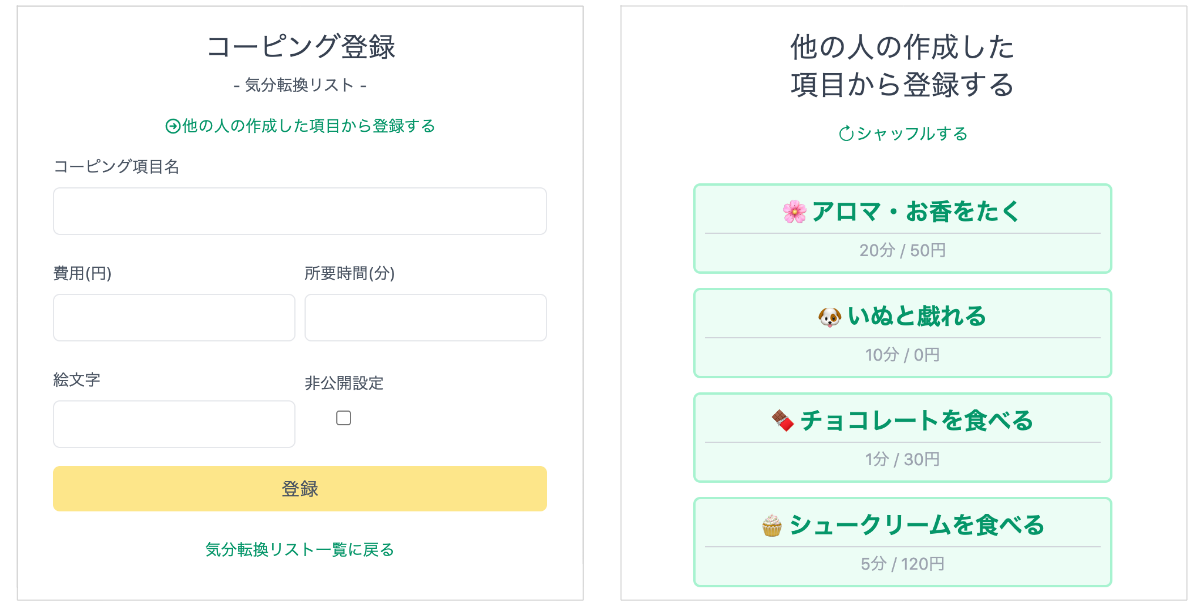 コーピング登録
- 気分転換リスト -
他の人の作成した項目から登録する
コーピング項目名
費用(円)
所要時間(分)
絵文字
非公開設定
登録
気分転換リスト一覧に戻る
他の人の作成した
項目から登録する
シャッフルする
🌸アロマ・お香をたく
20分 / 50円
🐶いぬと戯れる
10分 / 0円
🍫チョコレートを食べる
1分 / 30円
🧁シュークリームを食べる
5分 / 120円